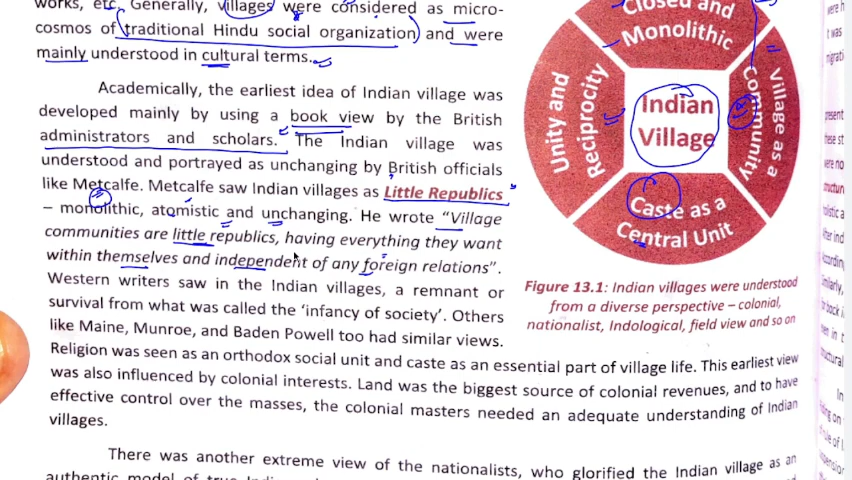 works, etc. Generally, villages were considered as micro-
cosmos of traditional Hindu social organization and were
mainly understood in cultural terms.
Academically, the earliest idea of Indian village was
developed mainly by using a book view by the British
administrators and scholars. The Indian village was
understood and portrayed as unchanging by British officials
like Metcalfe. Metcalfe saw Indian villages as Little Republics
– monolithic, atomistic and unchanging. He wrote “Village
communities are little republics, having everything they want
within themselves and independent of any foreign relations”.
Western writers saw in the Indian villages, a remnant or
survival from what was called the ‘infancy of society’. Others
like Maine, Munroe, and Baden Powell too had similar views.
Religion was seen as an orthodox social unit and caste as an essential part of village life. This earliest view
was also influenced by colonial interests. Land was the biggest source of colonial revenues, and to have
effective control over the masses, the colonial masters needed an adequate understanding of Indian
villages.
There was another extreme view of the nationalists, who glorified the Indian village as an
authentic model of true
Closed and
Monolithic
Unity and
Reciprocity
Indian
Village
Village as a
Community
Caste as a
Central Unit
Figure 13.1: Indian villages were understood
from a diverse perspective – colonial,
nationalist, Indological, field view and so on